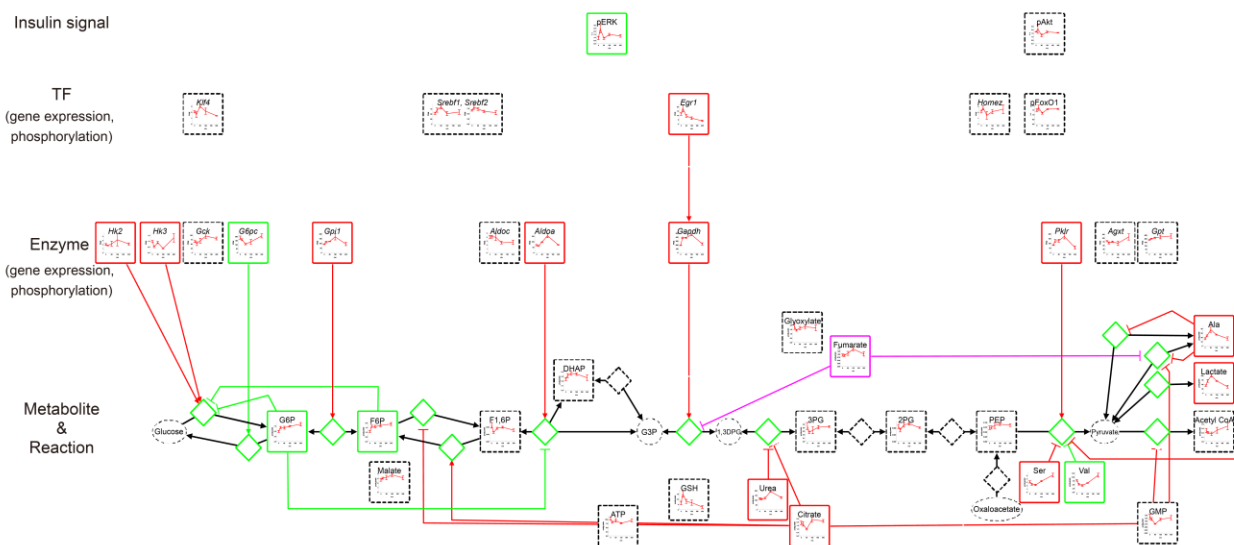 Insulin signal
pERK
pAkt
TF
(gene expression,
phosphorylation)
Klf4
Srebf1, Srebf2
Egr1
Homez
pFoxO1
Enzyme
(gene expression,
phosphorylation)
Hk2
Hk3
Gck
G6pc
Gpi1
Aldoc
Aldoa
Gapdh
Pklr
Agxt
Gpt
Glyoxylate
Fumarate
Ala
Lactate
DHAP
Metabolite
&
Reaction
Glucose
G6P
F6P
F1,6P
G3P
1,3DPG
3PG
2PG
PEP
Pyruvate
Acetyl CoA
Malate
GSH
Urea
Ser
Val
ATP
Citrate
Oxaloacetate
GMP